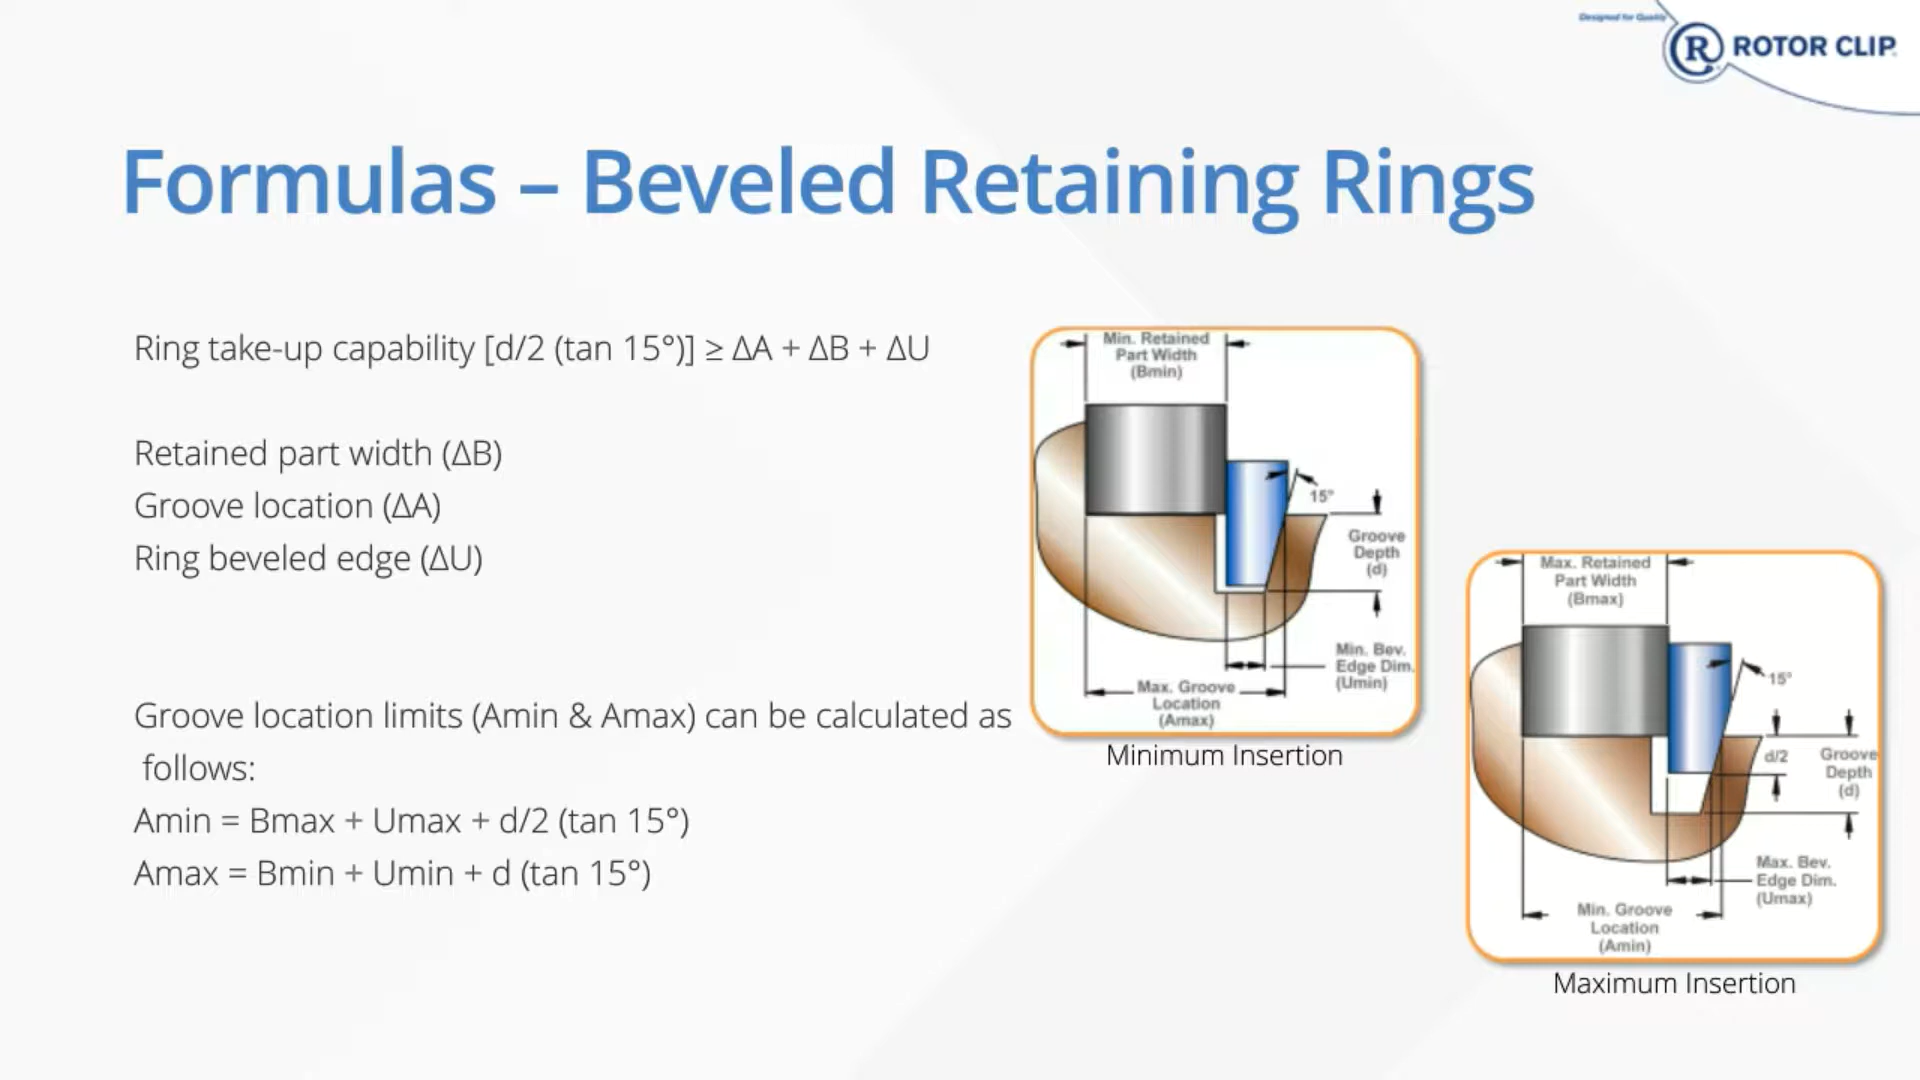 Designed for Quality
R ROTOR CLIP
Formulas – Beveled Retaining Rings
Ring take-up capability [d/2 (tan 15°)] ≥ ΔA + ΔB + ΔU
Retained part width (ΔB)
Groove location (ΔA)
Ring beveled edge (ΔU)
Groove location limits (Amin & Amax) can be calculated as
follows:
Amin = Bmax + Umax + d/2 (tan 15°)
Amax = Bmin + Umin + d (tan 15°)
Min. Retained
Part Width
(Bmin)
15°
Groove
Depth
(d)
Min. Bev.
Edge Dim.
(Umin)
Max. Groove
Location
(Amax)
Minimum Insertion
Max. Retained
Part Width
(Bmax)
15°
d/2
Groove
Depth
(d)
Max. Bev.
Edge Dim.
(Umax)
Min. Groove
Location
(Amin)
Maximum Insertion